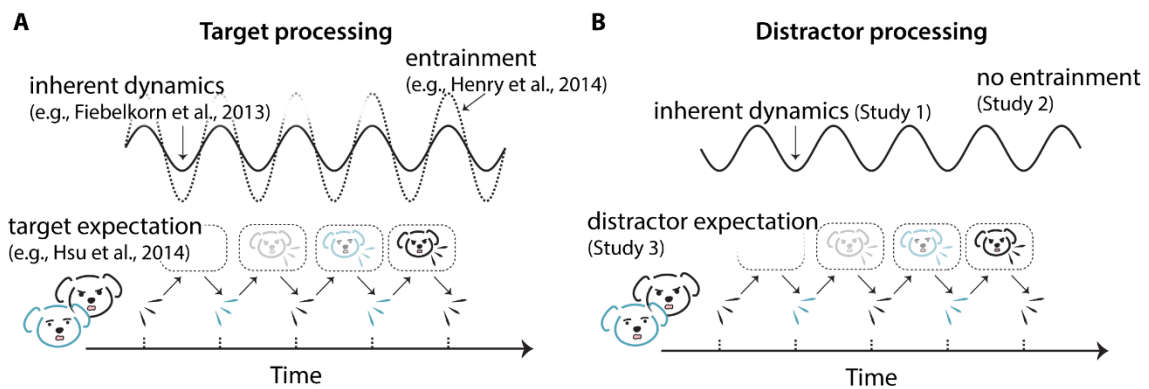 A
Target processing
entrainment
(e.g., Henry et al., 2014)
inherent dynamics
(e.g., Fiebelkorn et al., 2013)
target expectation
(e.g., Hsu et al., 2014)
Time
B
Distractor processing
no entrainment
(Study 2)
inherent dynamics (Study 1)
distractor expectation
(Study 3)
Time